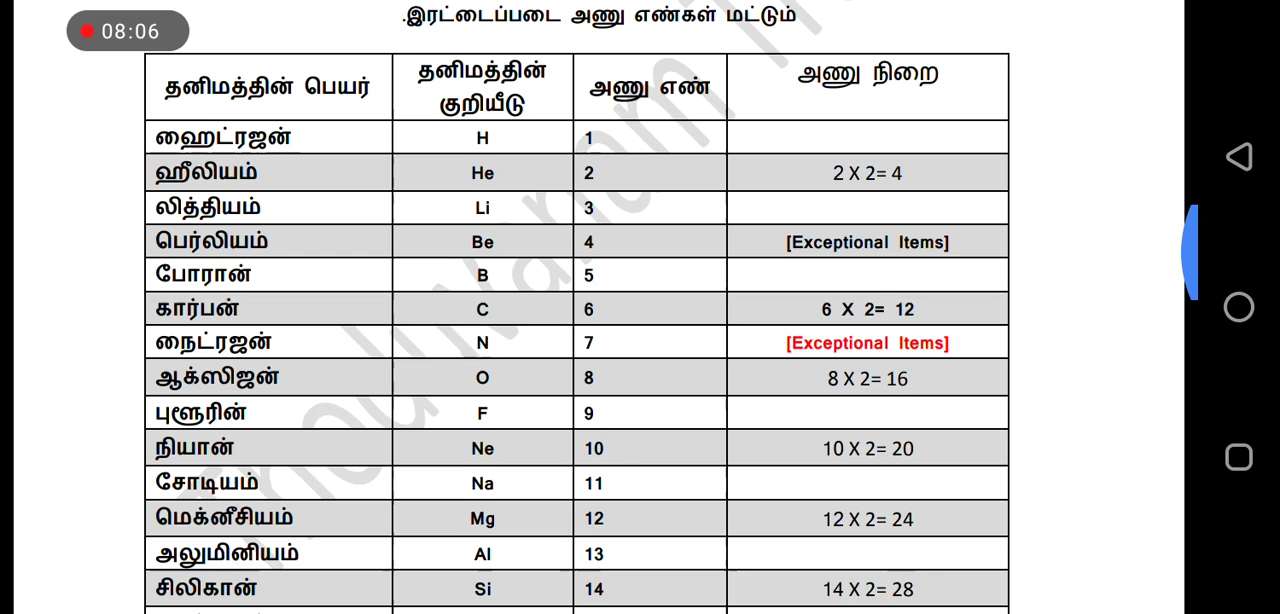 08:06
.இரட்டைப்படை அணு எண்கள் மட்டும்
தனிமத்தின் பெயர் தனிமத்தின் குறியீடு அணு எண் அணு நிறை
ஹைட்ரஜன் H 1
ஹீலியம் He 2 2 X 2= 4
லித்தியம் Li 3
பெர்லியம் Be 4 [Exceptional Items]
போரான் B 5
கார்பன் C 6 6 X 2= 12
நைட்ரஜன் N 7 [Exceptional Items]
ஆக்ஸிஜன் O 8 8 X 2= 16
புளூரின் F 9
நியான் Ne 10 10 X 2= 20
சோடியம் Na 11
மெக்னீசியம் Mg 12 12 X 2= 24
அலுமினியம் Al 13
சிலிகான் Si 14 14 X 2= 28